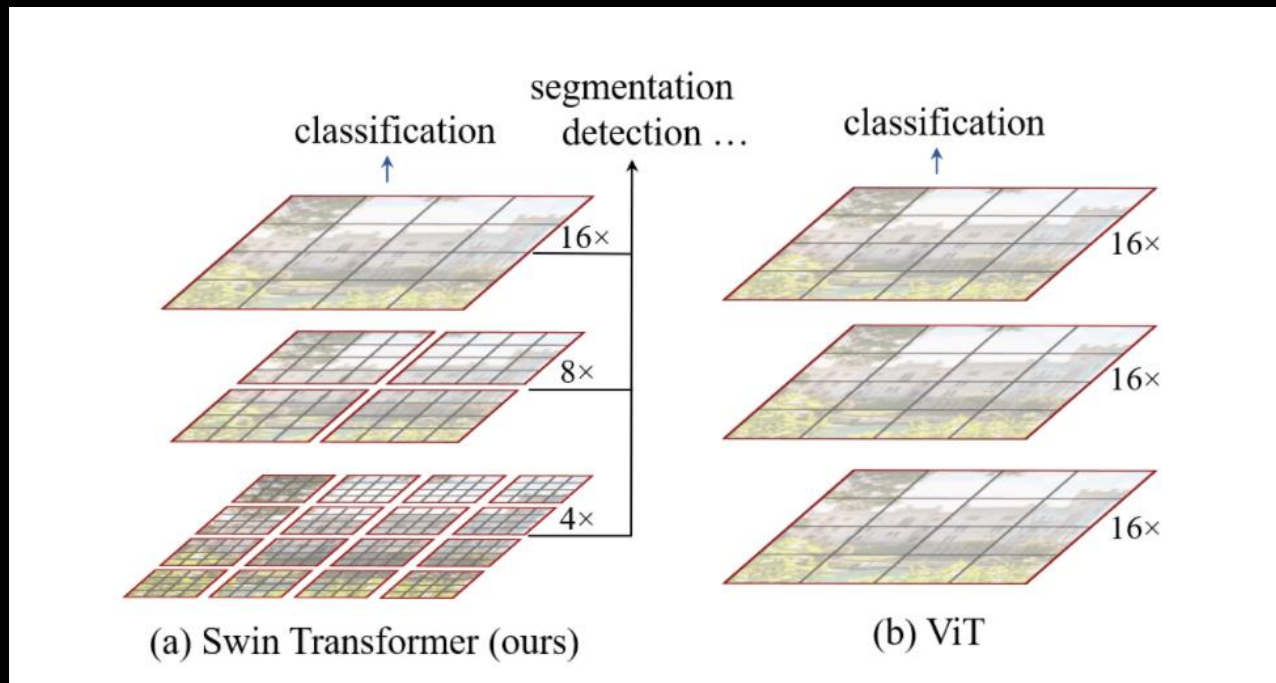 segmentation
classification
detection …
classification
16×
16×
8×
16×
4×
16×
(a) Swin Transformer (ours)
(b) ViT